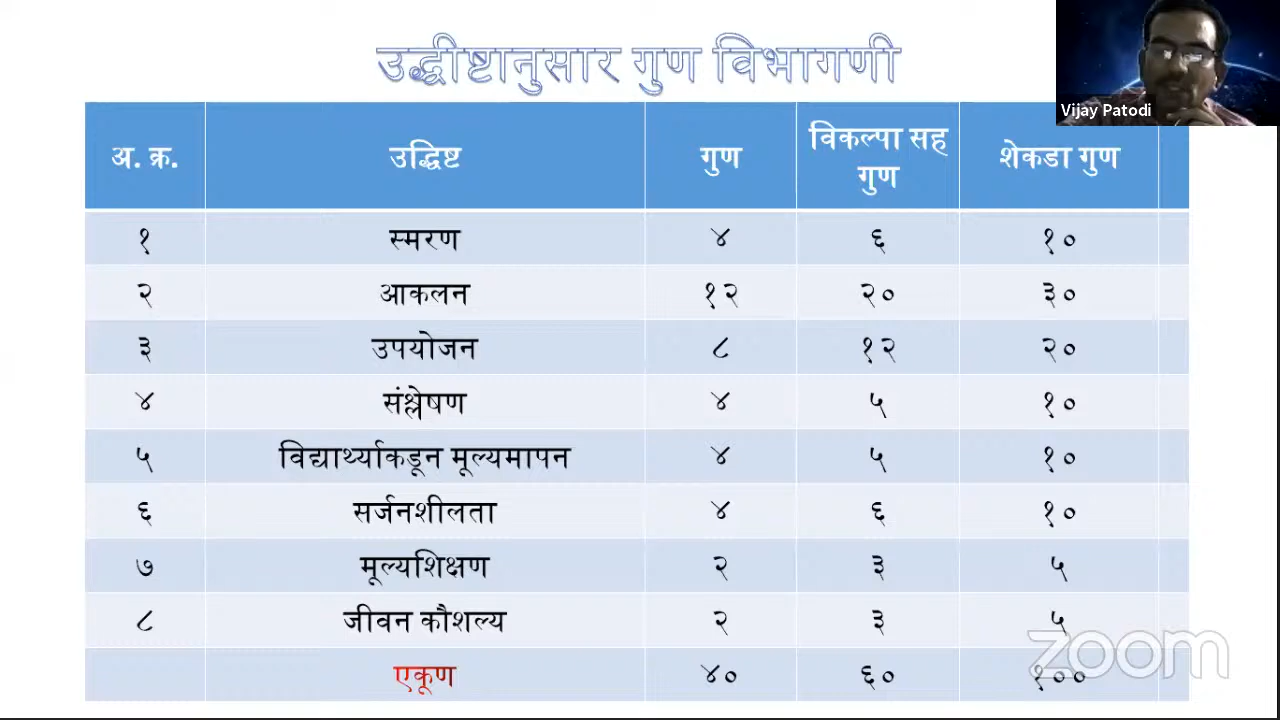 उद्धीष्टानुसार गुण विभागणी
Vijay Patodi
अ. क्र. उद्धिष्ट गुण विकल्पा सह गुण शेकडा गुण
१ स्मरण ४ ६ १०
२ आकलन १२ २० ३०
३ उपयोजन ८ १२ २०
४ संश्लेषण ४ ५ १०
५ विद्यार्थ्याकडून मूल्यमापन ४ ५ १०
६ सर्जनशीलता ४ ६ १०
७ मूल्यशिक्षण २ ३ ५
८ जीवन कौशल्य २ ३ ५
एकूण ४० ६० १००
zoom